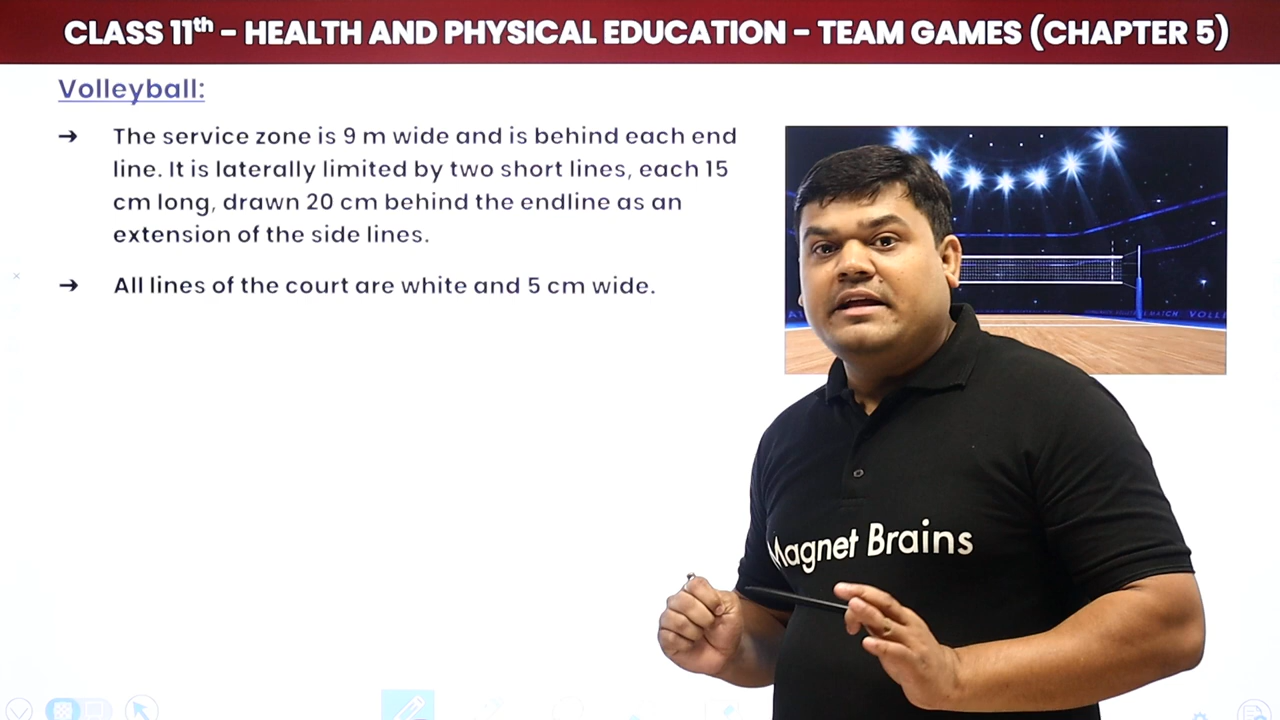 CLASS 11th – HEALTH AND PHYSICAL EDUCATION – TEAM GAMES (CHAPTER 5)
Volleyball:
→ The service zone is 9 m wide and is behind each end
line. It is laterally limited by two short lines, each 15
cm long, drawn 20 cm behind the endline as an
extension of the side lines.
→ All lines of the court are white and 5 cm wide.
Magnet Brains